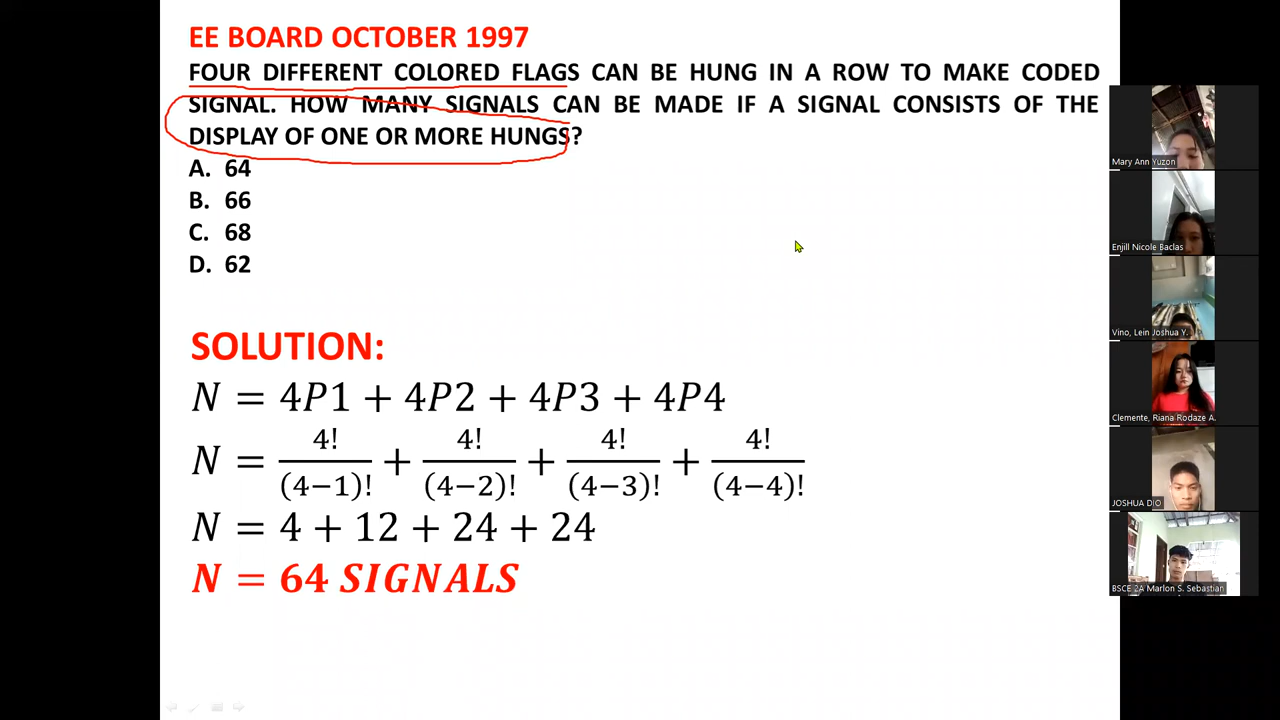 EE BOARD OCTOBER 1997
FOUR DIFFERENT COLORED FLAGS CAN BE HUNG IN A ROW TO MAKE CODED
SIGNAL. HOW MANY SIGNALS CAN BE MADE IF A SIGNAL CONSISTS OF THE
DISPLAY OF ONE OR MORE HUNGS?
A. 64
B. 66
C. 68
D. 62
SOLUTION:
N = 4P1 + 4P2 + 4P3 + 4P4
N = 4!/(4−1)! + 4!/(4−2)! + 4!/(4−3)! + 4!/(4−4)!
N = 4 + 12 + 24 + 24
N = 64 SIGNALS
Mary Ann Yuzon
Enjill Nicole Baclas
Vino, Lein Joshua Y.
Clemente, Riana Rodaze A.
JOSHUA DIO
BSCE 2A Marlon S. Sebastian